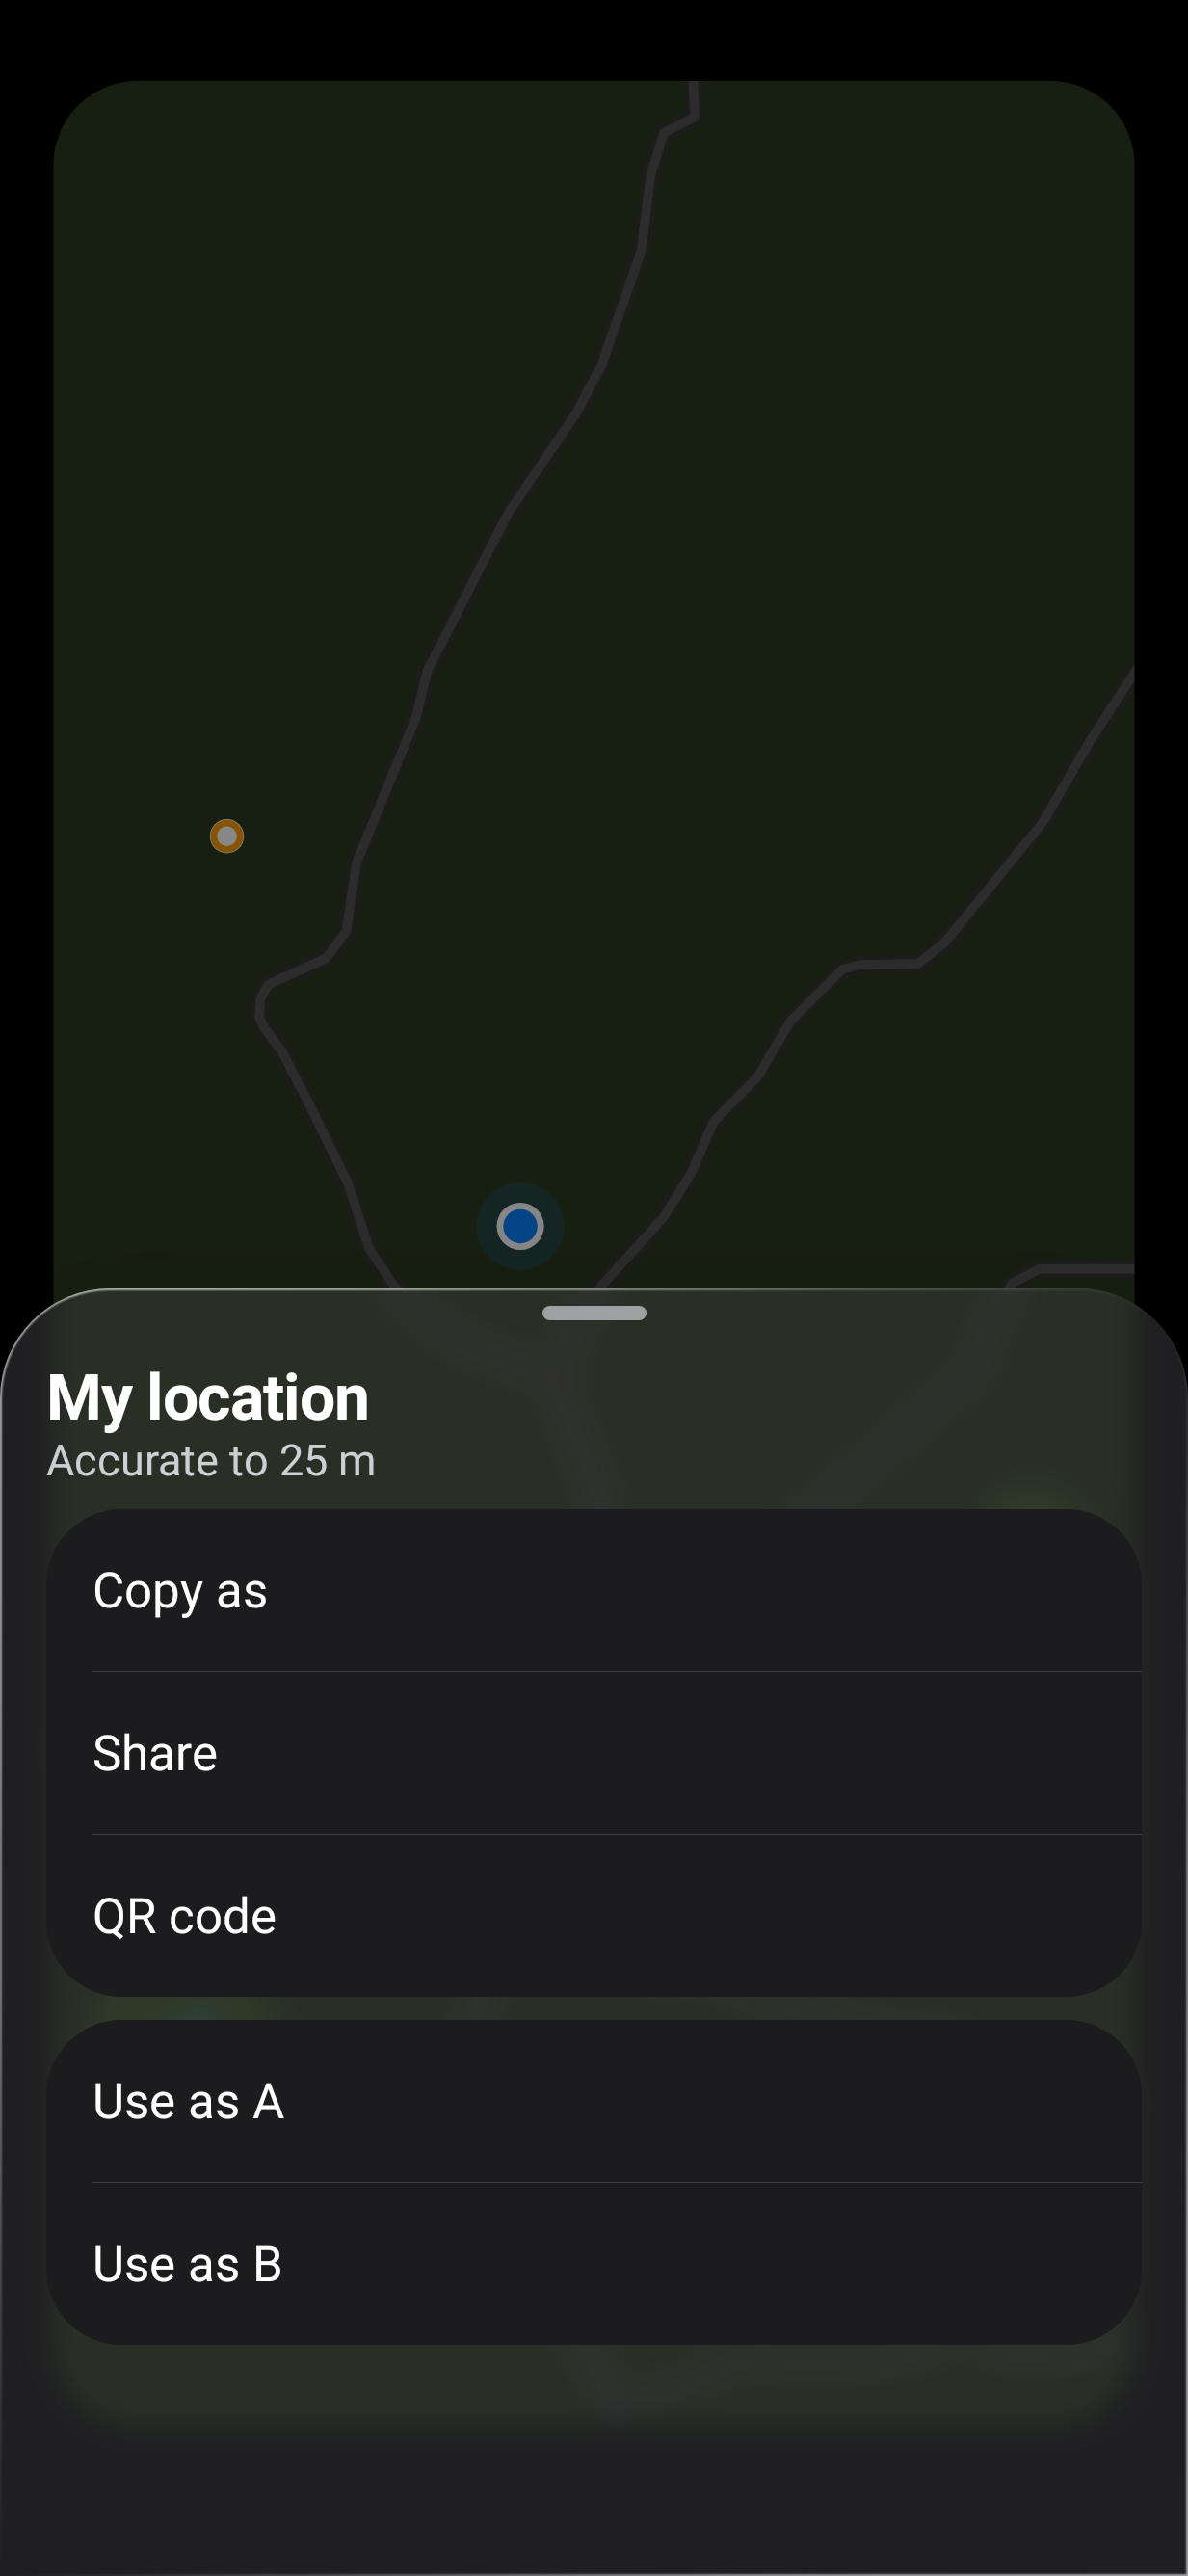 My location
Accurate to 25 m
Copy as
Share
QR code
Use as A
Use as B